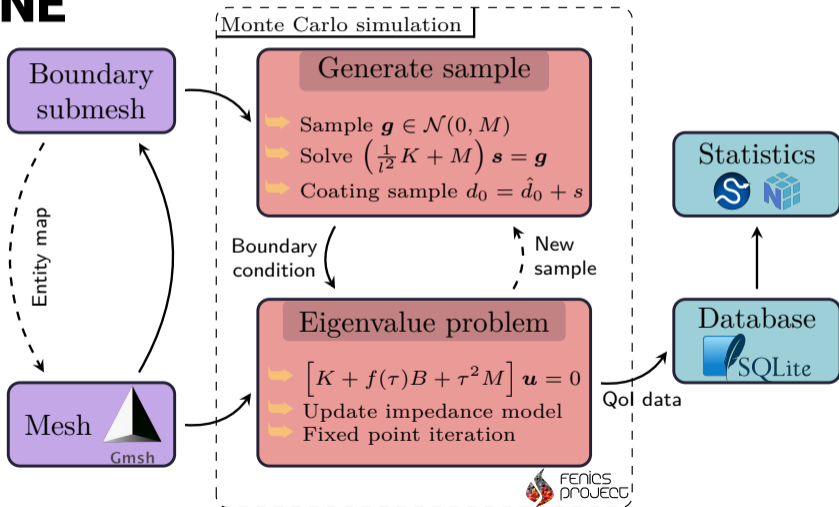 NE
Monte Carlo simulation
Boundary
submesh
Generate sample
Sample g ∈ N(0, M)
Solve (1/l² K + M) s = g
Coating sample d₀ = d̂₀ + s
Statistics
Entity map
Boundary
condition
New
sample
Eigenvalue problem
[K + f(τ)B + τ²M] u = 0
Update impedance model
Fixed point iteration
Database
SQLite
QoI data
Mesh
Gmsh
FENICS
PROJECT